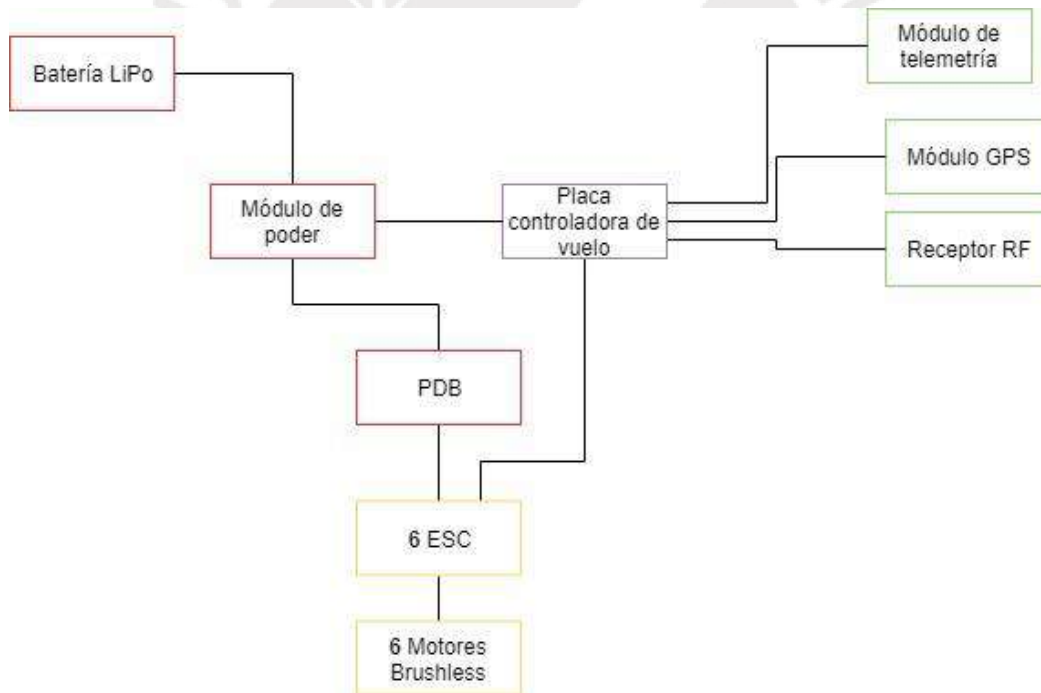 Módulo de
telemetría
Batería LiPo
Módulo GPS
Módulo de
poder
Placa
controladora de
vuelo
Receptor RF
PDB
6 ESC
6 Motores
Brushless